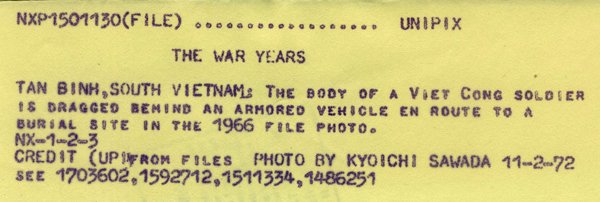 NXP1501130(FILE) ................... UNIPIX
THE WAR YEARS
TAN BINH,SOUTH VIETNAM: THE BODY OF A VIET CONG SOLDIER
IS DRAGGED BEHIND AN ARMORED VEHICLE EN ROUTE TO A
BURIAL SITE IN THE 1966 FILE PHOTO.
NX-1-2-3
CREDIT (UPI)FROM FILES PHOTO BY KYOICHI SAWADA 11-2-72
SEE 1703602,1592712,1511334,1486251